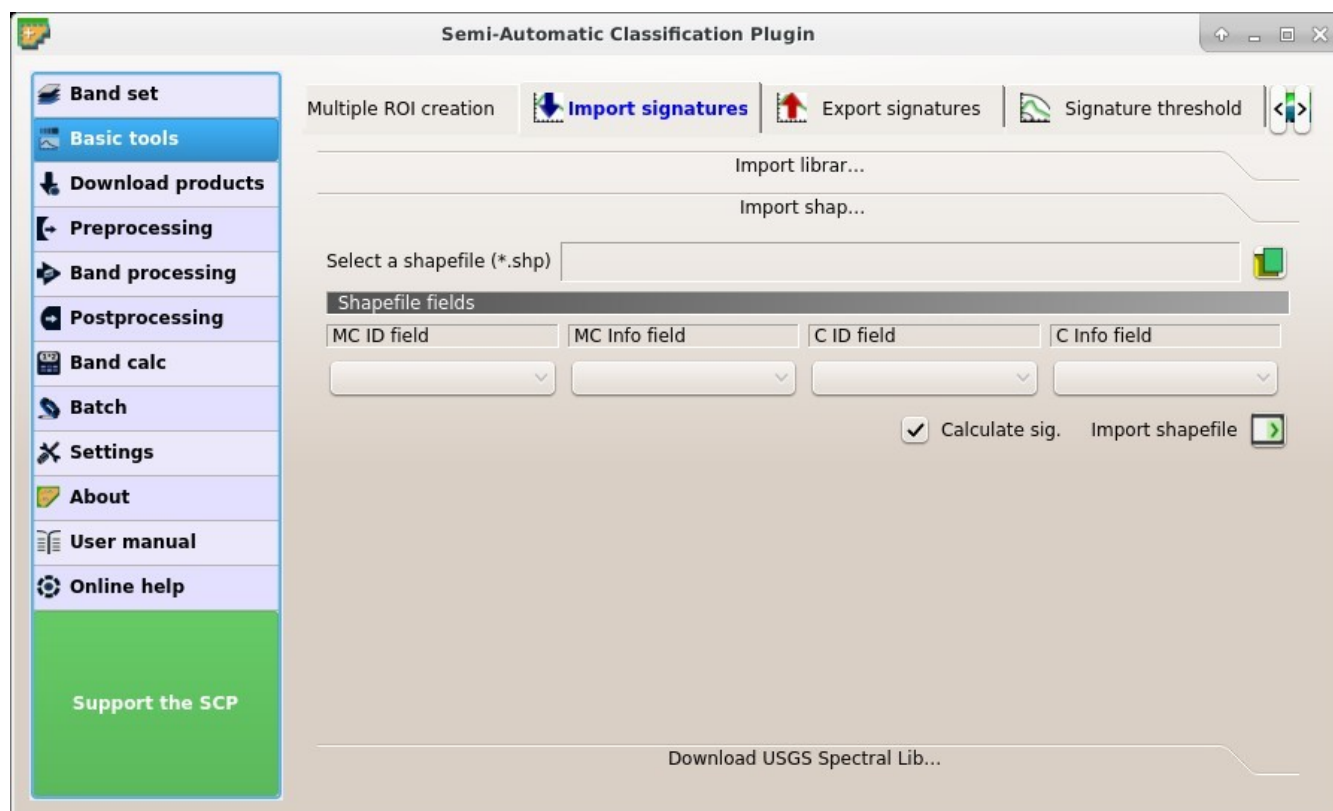 Semi-Automatic Classification Plugin
Band set
Basic tools
Download products
Preprocessing
Band processing
Postprocessing
Band calc
Batch
Settings
About
User manual
Online help
Support the SCP
Multiple ROI creation
Import signatures
Export signatures
Signature threshold
Import librar...
Import shap...
Select a shapefile (*.shp)
Shapefile fields
MC ID field
MC Info field
C ID field
C Info field
Calculate sig.
Import shapefile
Download USGS Spectral Lib...